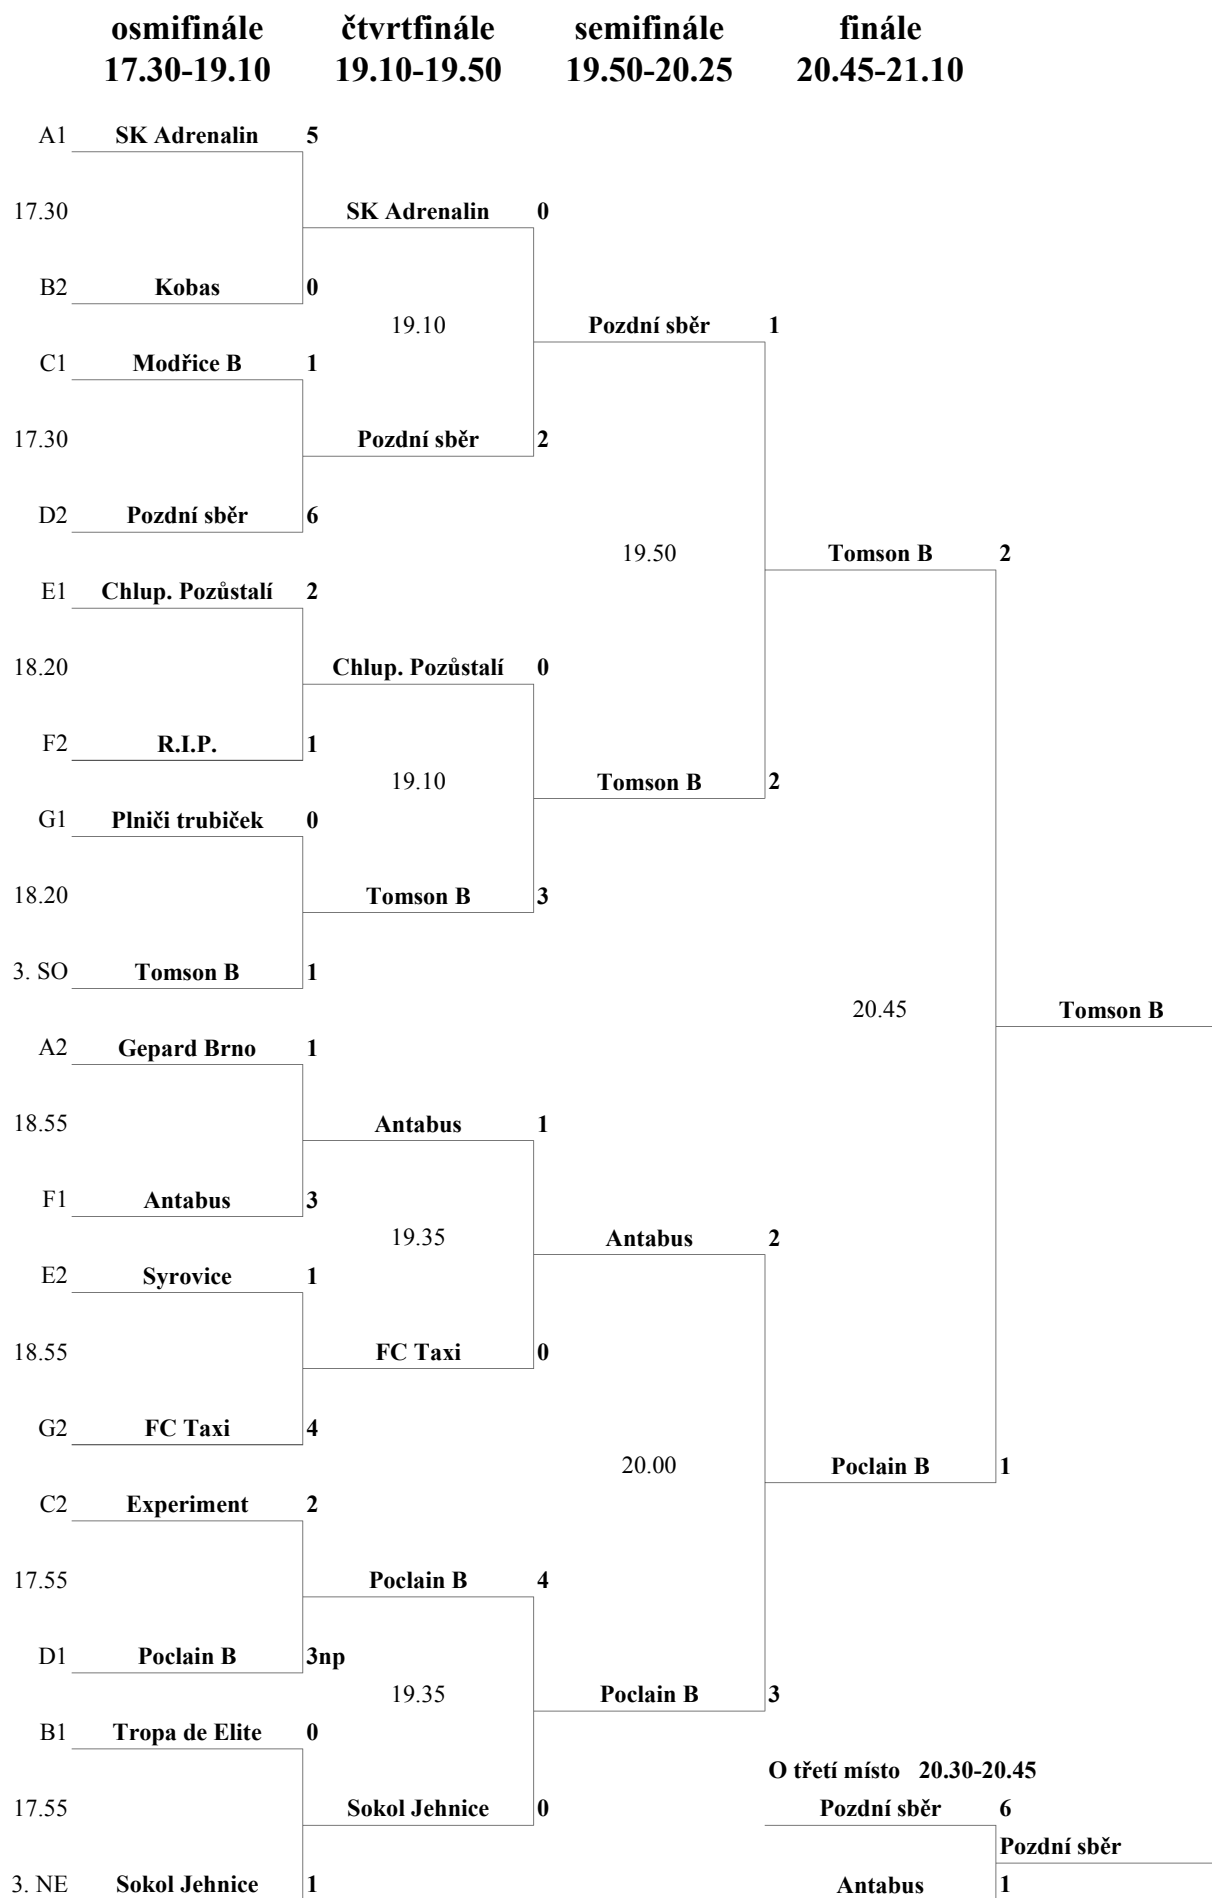 osmifinále čtvrtfinále semifinále finále
17.30-19.10 19.10-19.50 19.50-20.25 20.45-21.10
A1 SK Adrenalin 5
17.30 SK Adrenalin 0
B2 Kobas 0
19.10 Pozdní sběr 1
C1 Modřice B 1
17.30 Pozdní sběr 2
D2 Pozdní sběr 6
19.50 Tomson B 2
E1 Chlup. Pozůstalí 2
18.20 Chlup. Pozůstalí 0
F2 R.I.P. 1
19.10 Tomson B 2
G1 Plniči trubiček 0
18.20 Tomson B 3
3. SO Tomson B 1
20.45 Tomson B
A2 Gepard Brno 1
18.55 Antabus 1
F1 Antabus 3
19.35 Antabus 2
E2 Syrovice 1
18.55 FC Taxi 0
G2 FC Taxi 4
20.00 Poclain B 1
C2 Experiment 2
17.55 Poclain B 4
D1 Poclain B 3np
19.35 Poclain B 3
B1 Tropa de Elite 0
O třetí místo 20.30-20.45
17.55 Sokol Jehnice 0 Pozdní sběr 6
Pozdní sběr
3. NE Sokol Jehnice 1 Antabus 1